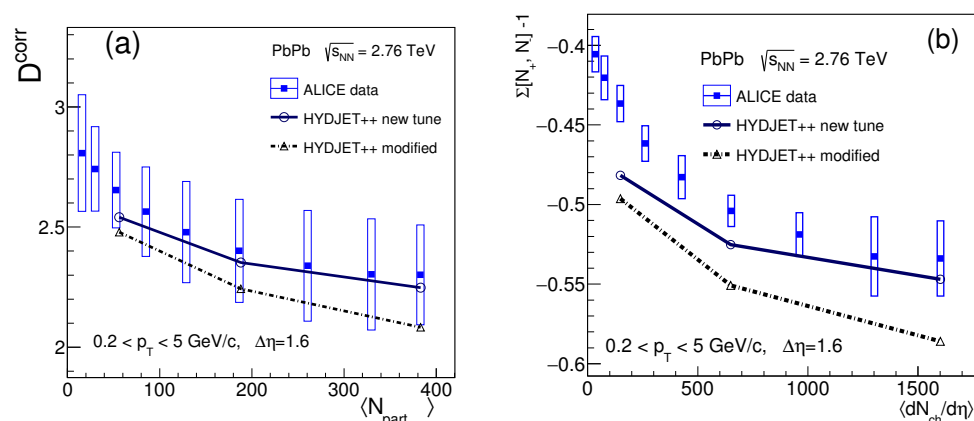 (a)
D^corr
PbPb √s_NN = 2.76 TeV
ALICE data
HYDJET++ new tune
HYDJET++ modified
3
2.5
2
0.2 < p_T < 5 GeV/c, Δη=1.6
0 100 200 300 400
⟨N_part⟩
(b)
Σ[N_+, N_-] -1
PbPb √s_NN = 2.76 TeV
ALICE data
HYDJET++ new tune
HYDJET++ modified
−0.4
−0.45
−0.5
−0.55
−0.6
0.2 < p_T < 5 GeV/c, Δη=1.6
0 500 1000 1500
⟨dN_ch/dη⟩